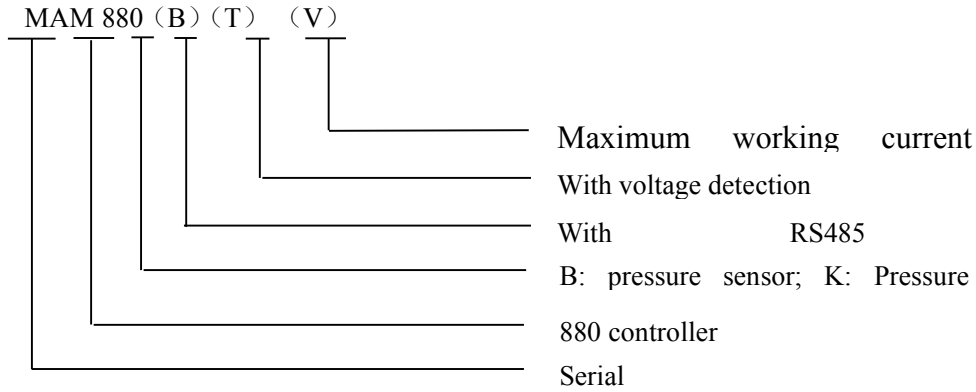 MAM 880（B）（T）（V）
Maximum working current
With voltage detection
With RS485
B: pressure sensor; K: Pressure
880 controller
Serial